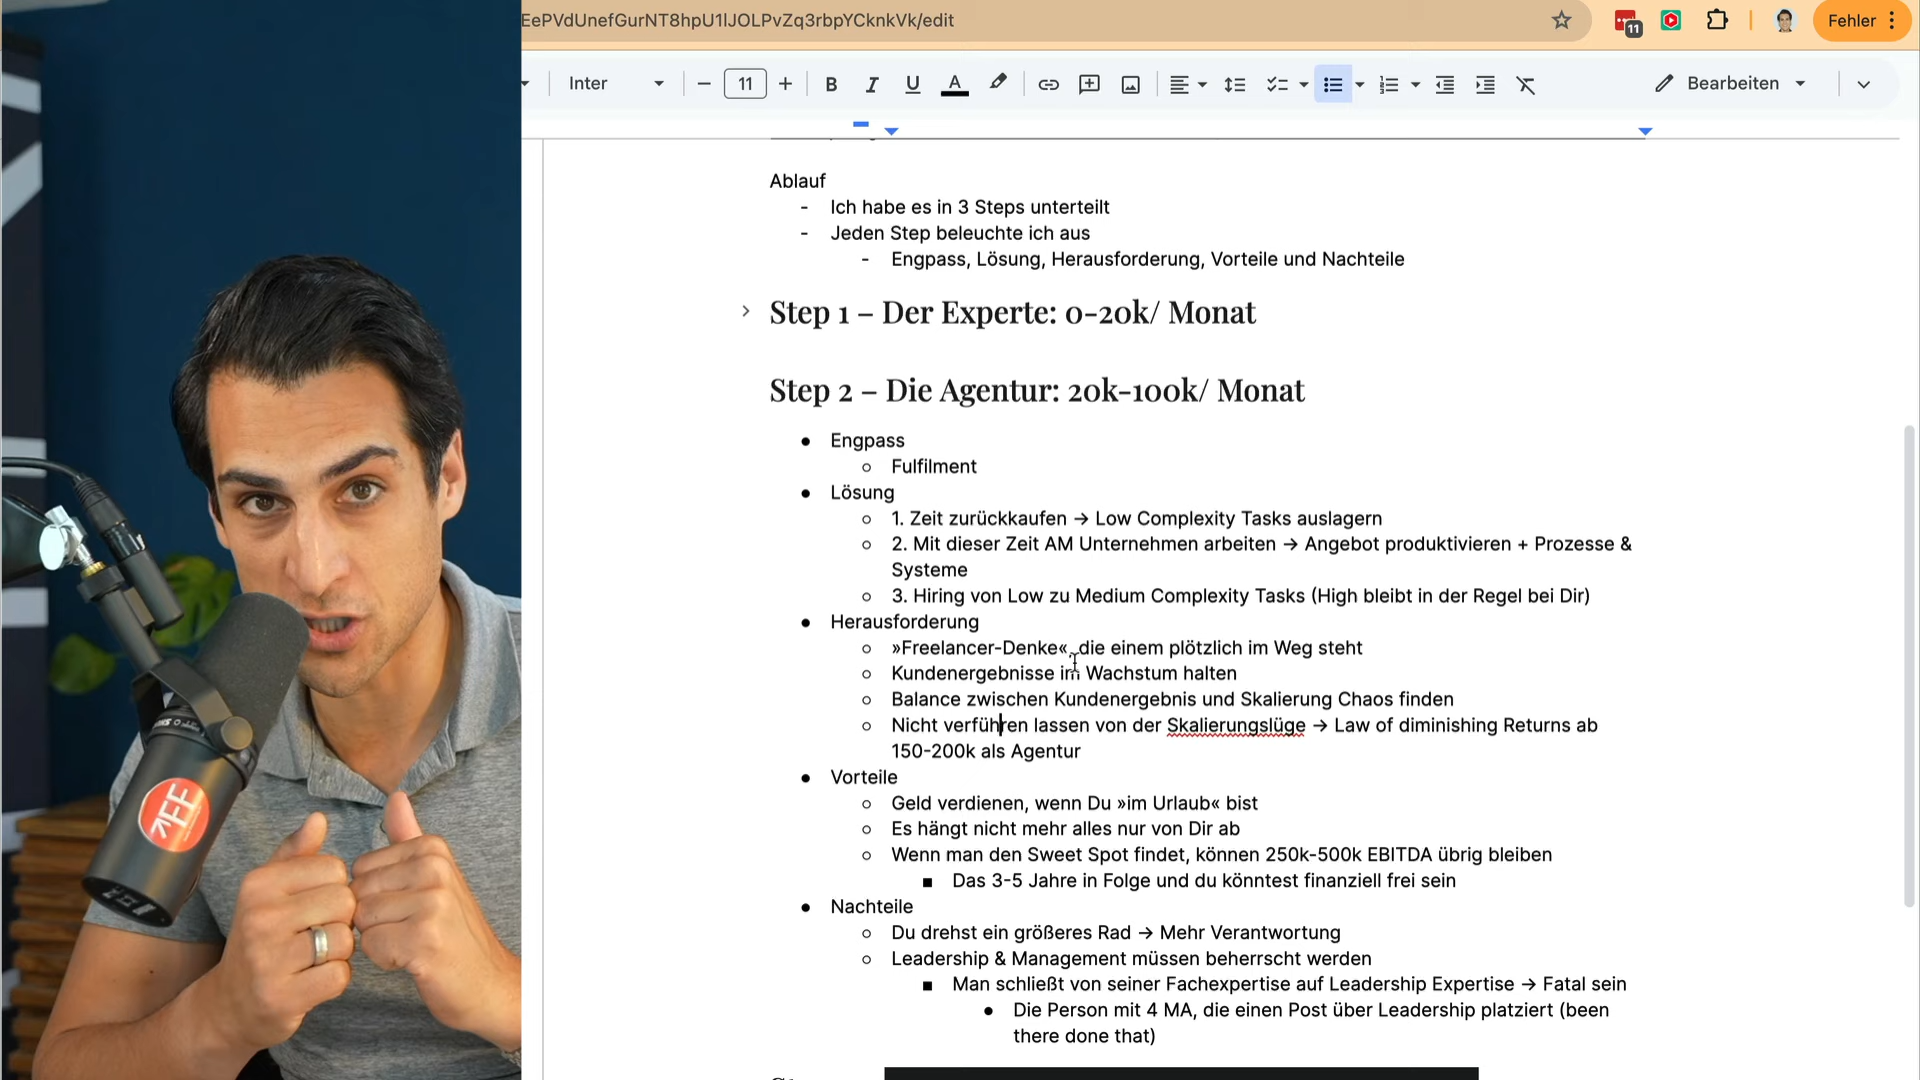 EePVdUnefGurNT8hpU1lJOLPvZq3rbpYCknkVk/edit
11
Fehler
Inter
11
B I U A
Bearbeiten
Ablauf
- Ich habe es in 3 Steps unterteilt
- Jeden Step beleuchte ich aus
- Engpass, Lösung, Herausforderung, Vorteile und Nachteile
Step 1 – Der Experte: 0-20k/ Monat
Step 2 – Die Agentur: 20k-100k/ Monat
● Engpass
○ Fulfilment
● Lösung
○ 1. Zeit zurückkaufen → Low Complexity Tasks auslagern
○ 2. Mit dieser Zeit AM Unternehmen arbeiten → Angebot produktivieren + Prozesse &
Systeme
○ 3. Hiring von Low zu Medium Complexity Tasks (High bleibt in der Regel bei Dir)
● Herausforderung
○ »Freelancer-Denke« die einem plötzlich im Weg steht
○ Kundenergebnisse im Wachstum halten
○ Balance zwischen Kundenergebnis und Skalierung Chaos finden
○ Nicht verführen lassen von der Skalierungslüge → Law of diminishing Returns ab
150-200k als Agentur
● Vorteile
○ Geld verdienen, wenn Du »im Urlaub« bist
○ Es hängt nicht mehr alles nur von Dir ab
○ Wenn man den Sweet Spot findet, können 250k-500k EBITDA übrig bleiben
■ Das 3-5 Jahre in Folge und du könntest finanziell frei sein
● Nachteile
○ Du drehst ein größeres Rad → Mehr Verantwortung
○ Leadership & Management müssen beherrscht werden
■ Man schließt von seiner Fachexpertise auf Leadership Expertise → Fatal sein
● Die Person mit 4 MA, die einen Post über Leadership platziert (been
there done that)